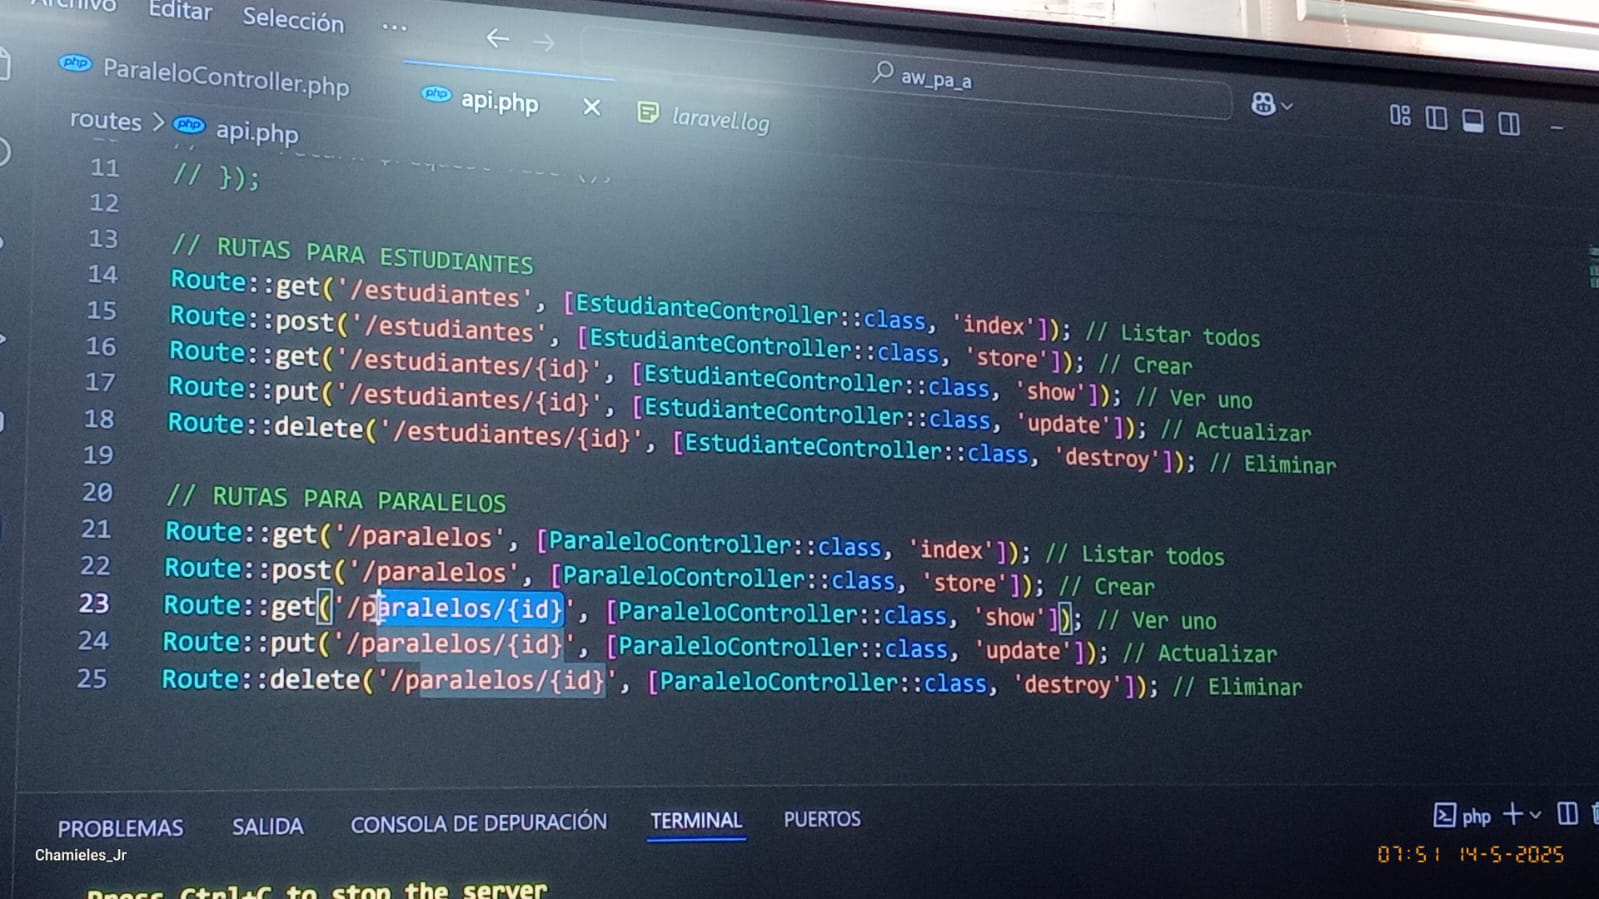 Archivo Editar Selección ...
aw_pa_a
php ParaleloController.php
php api.php
laravel.log
routes > php api.php
11 // });
12
13 // RUTAS PARA ESTUDIANTES
14 Route::get('/estudiantes', [EstudianteController::class, 'index']); // Listar todos
15 Route::post('/estudiantes', [EstudianteController::class, 'store']); // Crear
16 Route::get('/estudiantes/{id}', [EstudianteController::class, 'show']); // Ver uno
17 Route::put('/estudiantes/{id}', [EstudianteController::class, 'update']); // Actualizar
18 Route::delete('/estudiantes/{id}', [EstudianteController::class, 'destroy']); // Eliminar
19
20 // RUTAS PARA PARALELOS
21 Route::get('/paralelos', [ParaleloController::class, 'index']); // Listar todos
22 Route::post('/paralelos', [ParaleloController::class, 'store']); // Crear
23 Route::get('/paralelos/{id}', [ParaleloController::class, 'show']); // Ver uno
24 Route::put('/paralelos/{id}', [ParaleloController::class, 'update']); // Actualizar
25 Route::delete('/paralelos/{id}', [ParaleloController::class, 'destroy']); // Eliminar
PROBLEMAS SALIDA CONSOLA DE DEPURACIÓN TERMINAL PUERTOS
php
Chamieles_Jr
07:51 14-5-2025
Press Ctrl+C to stop the server